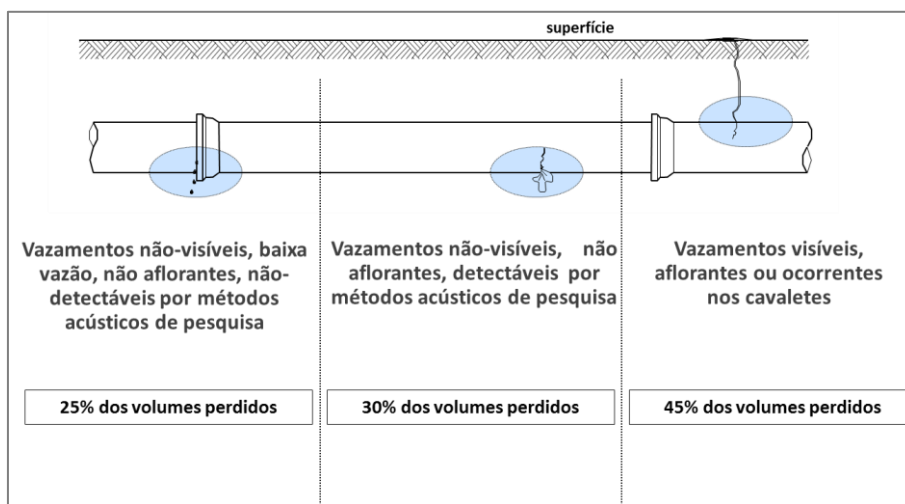 superfície
Vazamentos não-visíveis, baixa
vazão, não aflorantes, não-
detectáveis por métodos
acústicos de pesquisa
Vazamentos não-visíveis, não
aflorantes, detectáveis por
métodos acústicos de pesquisa
Vazamentos visíveis,
aflorantes ou ocorrentes
nos cavaletes
25% dos volumes perdidos
30% dos volumes perdidos
45% dos volumes perdidos